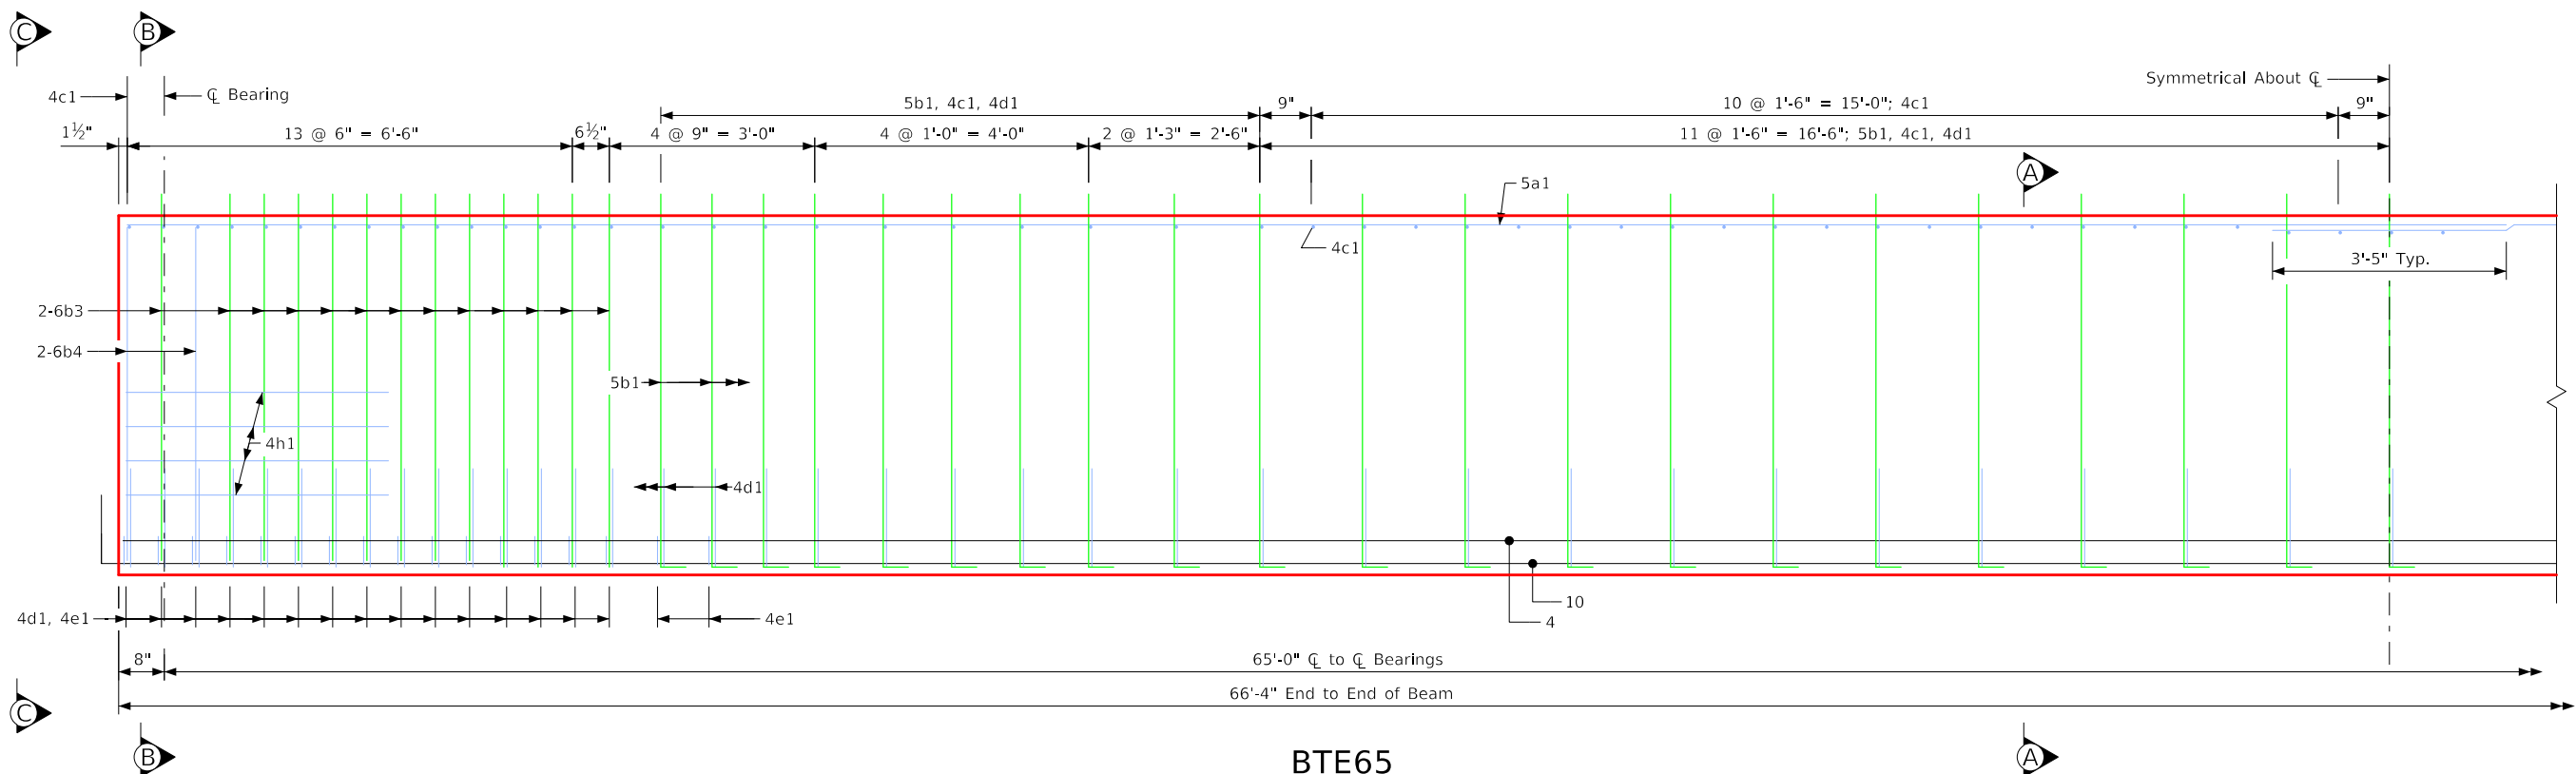 C
B
Symmetrical About ℄
4c1
℄ Bearing
5b1, 4c1, 4d1
9"
10 @ 1'-6" = 15'-0"; 4c1
9"
1½"
13 @ 6" = 6'-6"
6½"
4 @ 9" = 3'-0"
4 @ 1'-0" = 4'-0"
2 @ 1'-3" = 2'-6"
11 @ 1'-6" = 16'-6"; 5b1, 4c1, 4d1
A
5a1
4c1
3'-5" Typ.
2-6b3
2-6b4
5b1
4h1
4d1
10
4d1, 4e1
4e1
4
8"
65'-0" ℄ to ℄ Bearings
66'-4" End to End of Beam
C
B
A
BTE65